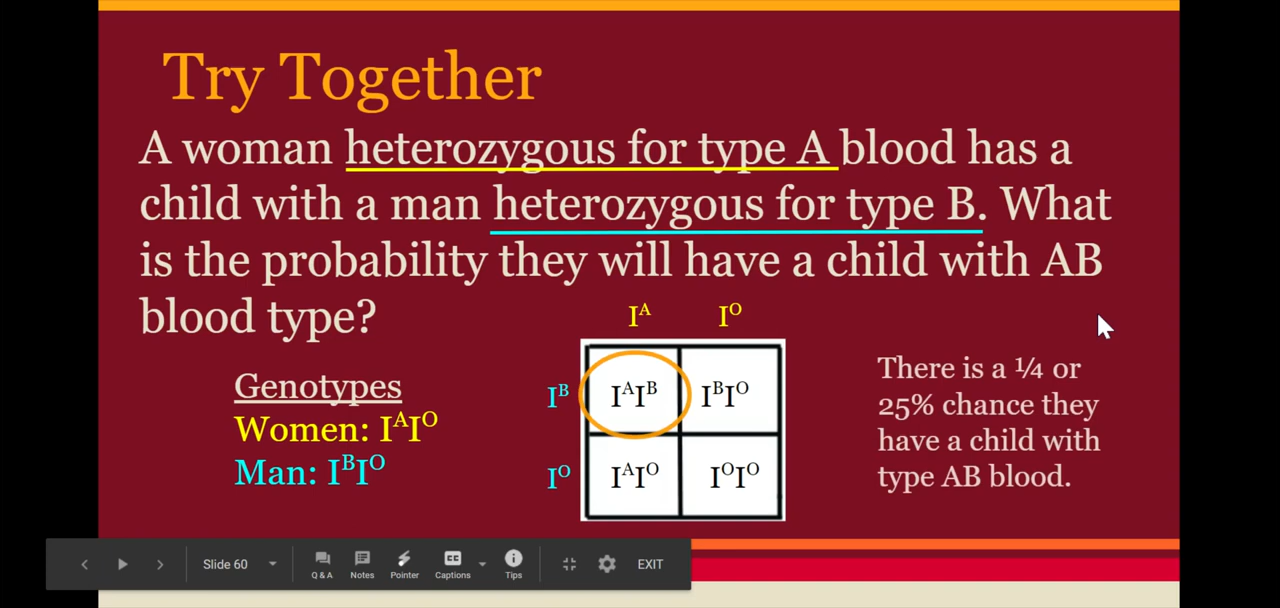 Try Together
A woman heterozygous for type A blood has a
child with a man heterozygous for type B. What
is the probability they will have a child with AB
blood type?
Genotypes
Women: IᴬIᴼ
Man: IᴮIᴼ
Iᴬ Iᴼ
Iᴮ IᴬIᴮ IᴮIᴼ
Iᴼ IᴬIᴼ IᴼIᴼ
There is a ¼ or
25% chance they
have a child with
type AB blood.
Slide 60
Q & A Notes Pointer Captions Tips EXIT